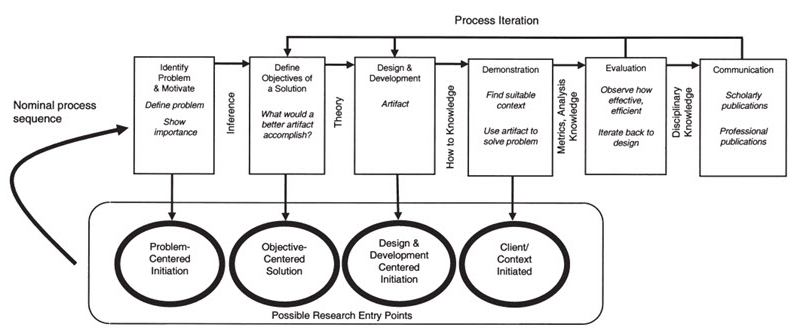 Process Iteration
Nominal process
sequence
Identify
Problem
& Motivate
Define problem
Show
importance
Inference
Define
Objectives of
a Solution
What would a
better artifact
accomplish?
Theory
Design &
Development
Artifact
How to Knowledge
Demonstration
Find suitable
context
Use artifact to
solve problem
Metrics, Analysis
Knowledge
Evaluation
Observe how
effective,
efficient
Iterate back to
design
Disciplinary
Knowledge
Communication
Scholarly
publications
Professional
publications
Problem-
Centered
Initiation
Objective-
Centered
Solution
Design &
Development
Centered
Initiation
Client/
Context
Initiated
Possible Research Entry Points